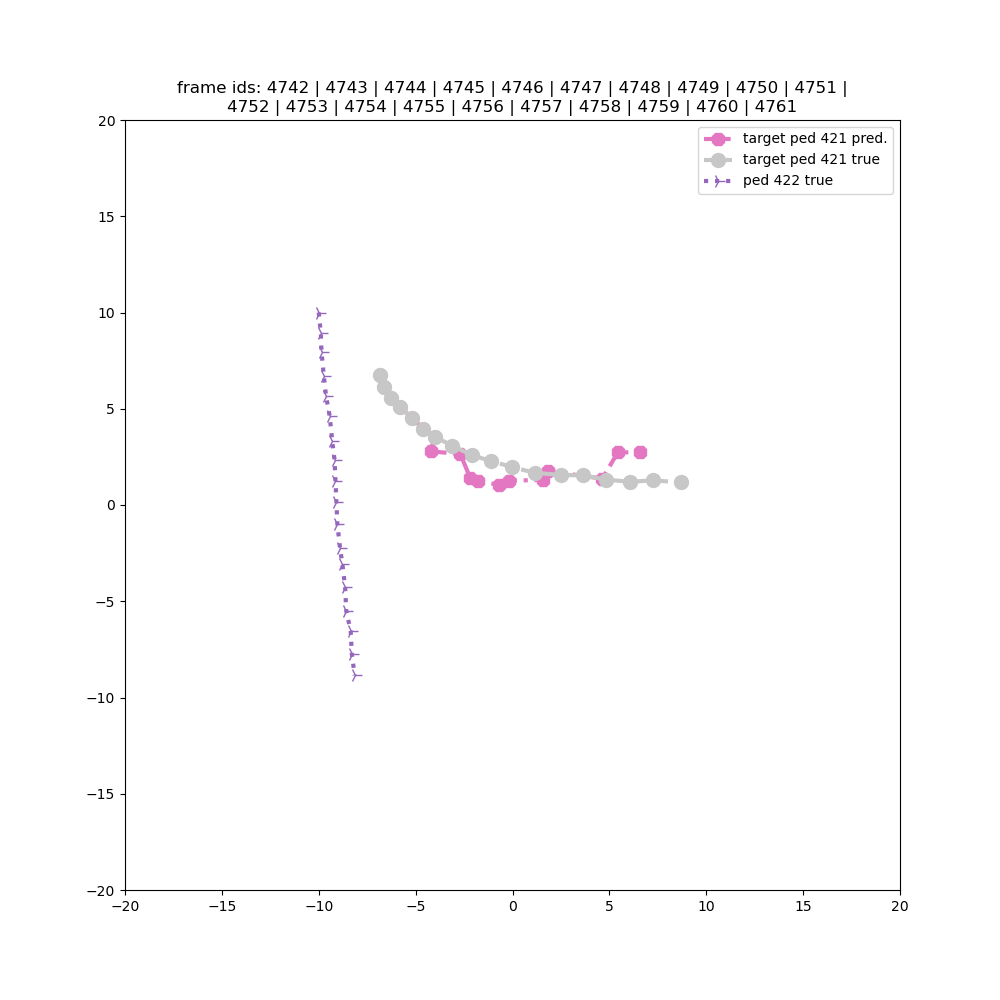 frame ids: 4742 | 4743 | 4744 | 4745 | 4746 | 4747 | 4748 | 4749 | 4750 | 4751 |
4752 | 4753 | 4754 | 4755 | 4756 | 4757 | 4758 | 4759 | 4760 | 4761
target ped 421 pred.
target ped 421 true
ped 422 true
20
15
10
5
0
−5
−10
−15
−20
−20 −15 −10 −5 0 5 10 15 20